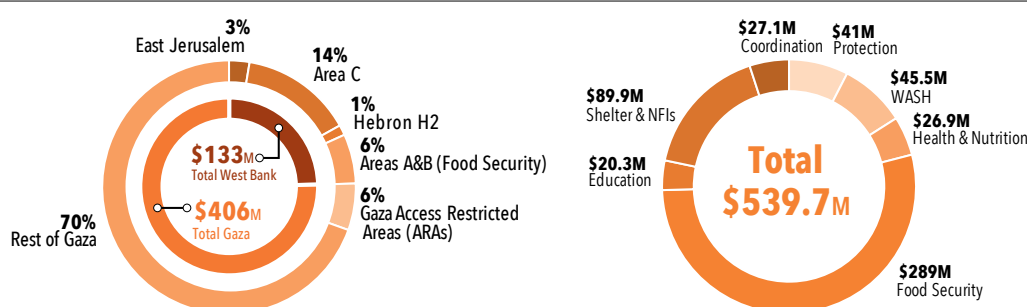 3%
East Jerusalem
14%
Area C
1%
Hebron H2
6%
Areas A&B (Food Security)
6%
Gaza Access Restricted
Areas (ARAs)
70%
Rest of Gaza
$133M
Total West Bank
$406M
Total Gaza
$27.1M
Coordination
$41M
Protection
$45.5M
WASH
$26.9M
Health & Nutrition
$89.9M
Shelter & NFIs
$20.3M
Education
Total
$539.7M
$289M
Food Security